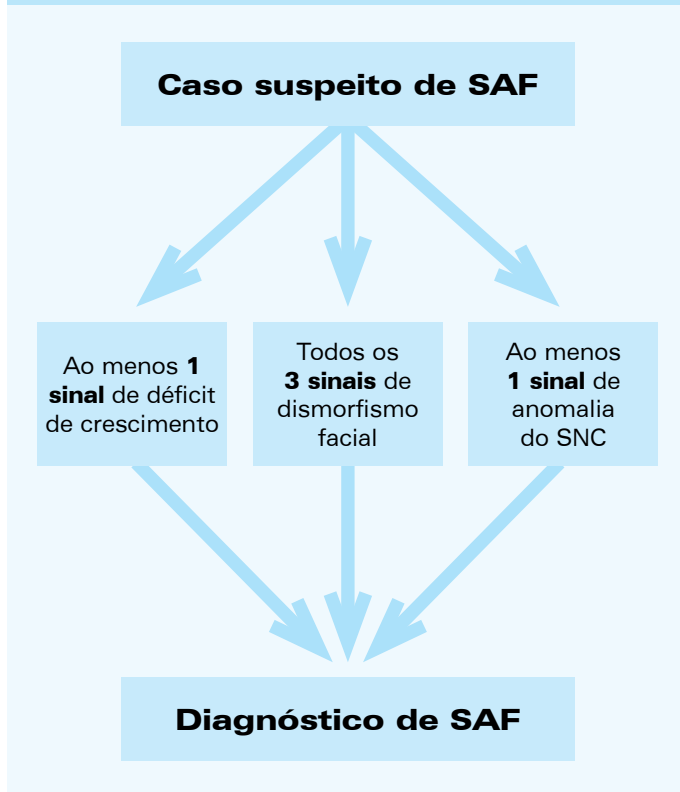 Caso suspeito de SAF
Ao menos 1
sinal de déficit
de crescimento
Todos os
3 sinais de
dismorfismo
facial
Ao menos
1 sinal de
anomalia
do SNC
Diagnóstico de SAF